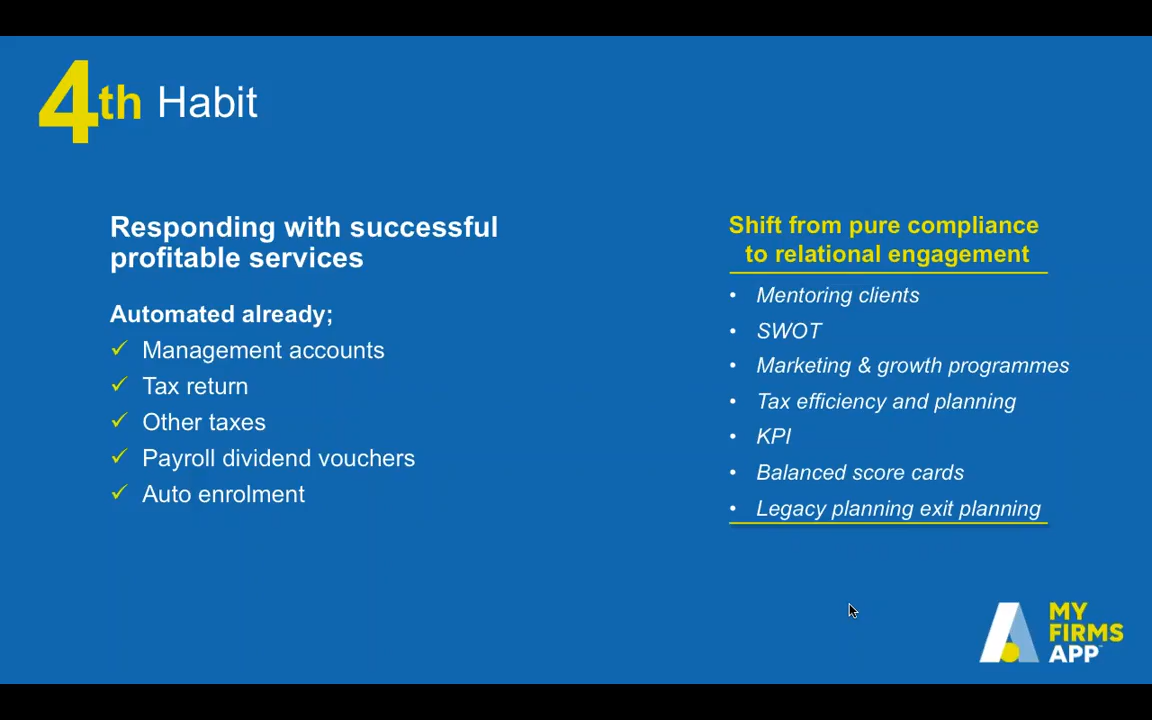 4th Habit
Responding with successful
profitable services
Automated already;
✓ Management accounts
✓ Tax return
✓ Other taxes
✓ Payroll dividend vouchers
✓ Auto enrolment
Shift from pure compliance
to relational engagement
• Mentoring clients
• SWOT
• Marketing & growth programmes
• Tax efficiency and planning
• KPI
• Balanced score cards
• Legacy planning exit planning
MY
FIRMS
APP